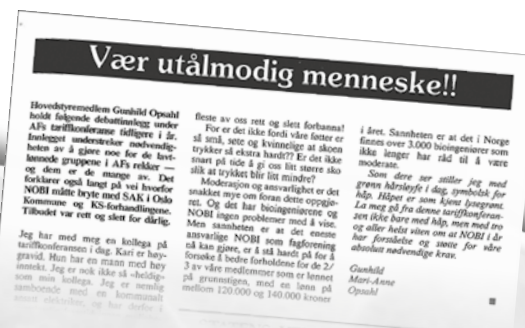 Vær utålmodig menneske!!
Hovedstyremedlem Gunhild Opsahl
holdt følgende debattinnlegg under
AFs tariffkonferanse tidligere i år.
Innlegget understreker nødvendig-
heten av å gjøre noe for de lavt-
lønnede gruppene i AFs rekker —
og dem er de mange av. Det
forklarer også langt på vei hvorfor
NOBI måtte bryte med SAK i Oslo
Kommune og KS-forhandlingene.
Tilbudet var rett og slett for dårlig.
Jeg har med meg en kollega på
tariffkonferansen i dag. Kari er høy-
gravid. Hun har en mann med høy
inntekt. Jeg er nok ikke så «heldig»
som min kollega. Jeg er nemlig
samboende med en kommunalt
ansatt elektriker, og har derfor i
fleste av oss rett og slett forbanna!
For er det ikke fordi våre føtter er
så små, søte og kvinnelige at skoen
trykker så ekstra hardt?? Er det ikke
snart på tide å gi oss litt større sko
slik at trykket blir litt mindre?
Moderasjon og ansvarlighet er det
snakket mye om foran dette oppgjø-
ret. Og det har bioingeniørene og
NOBI ingen problemer med å vise.
Men sannheten er at det eneste
ansvarlige NOBI som fagforening
nå kan gjøre, er å stå hardt på for å
forsøke å bedre forholdene for de 2/
3 av våre medlemmer som er lønnet
på grunnstigen, med en lønn på
mellom 120.000 og 140.000 kroner
i året. Sannheten er at det i Norge
finnes over 3.000 bioingeniører som
ikke lenger har råd til å være
moderate.
Som dere ser stiller jeg med
grønn hårsløyfe i dag, symbolsk for
håp. Håpet er som kjent lysegrønt.
La meg gå fra denne tariffkonferan-
sen ikke bare med håp, men med tro
og aller helst viten om at NOBI i år
har forståelse og støtte for våre
absolutt nødvendige krav.
Gunhild
Mari-Anne
Opsahl